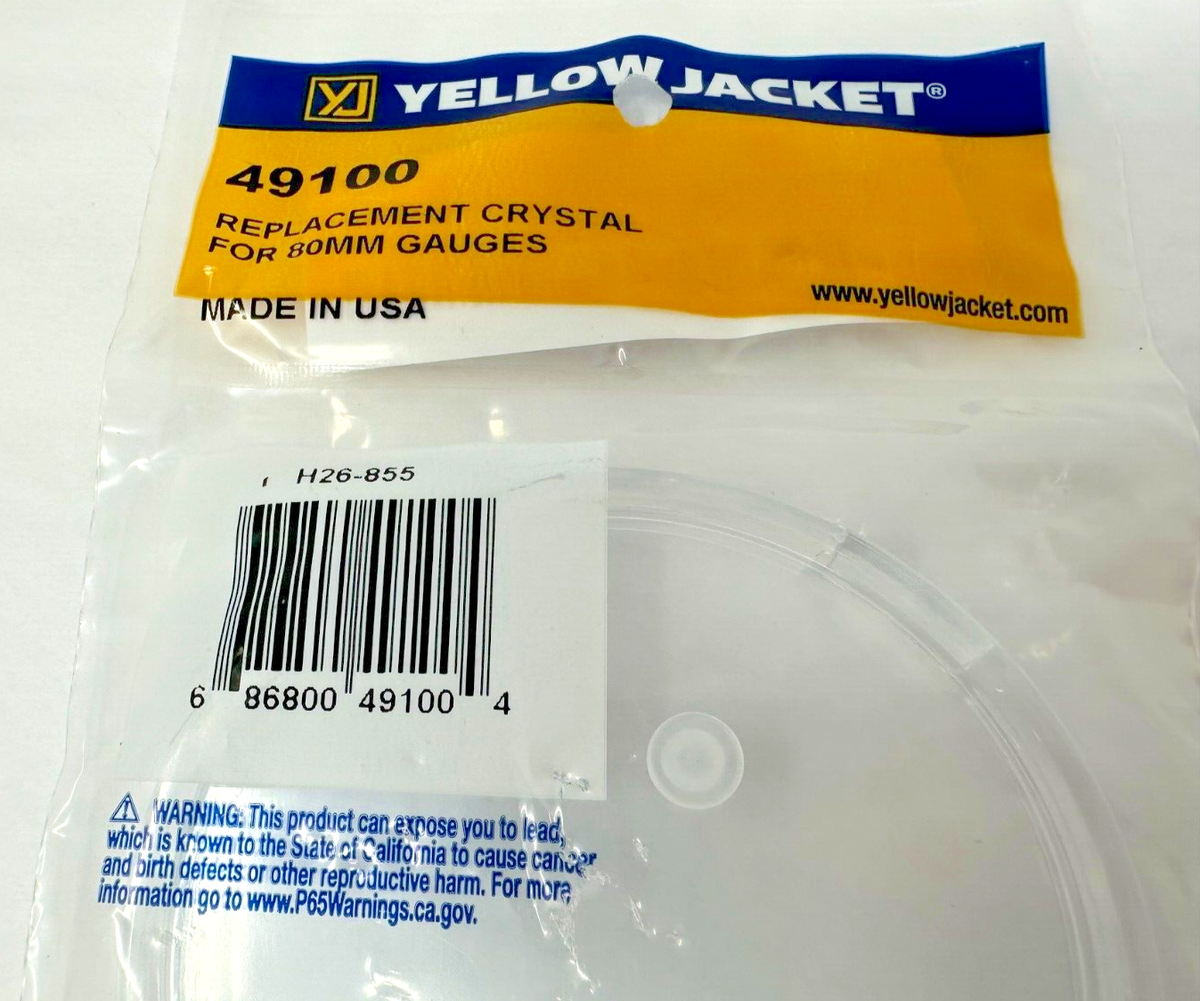 YJ YELLOW JACKET®
49100
REPLACEMENT CRYSTAL
FOR 80MM GAUGES
www.yellowjacket.com
MADE IN USA
H26-855
6 86800 49100 4
WARNING: This product can expose you to lead,
which is known to the State of California to cause cancer
and birth defects or other reproductive harm. For more
information go to www.P65Warnings.ca.gov.